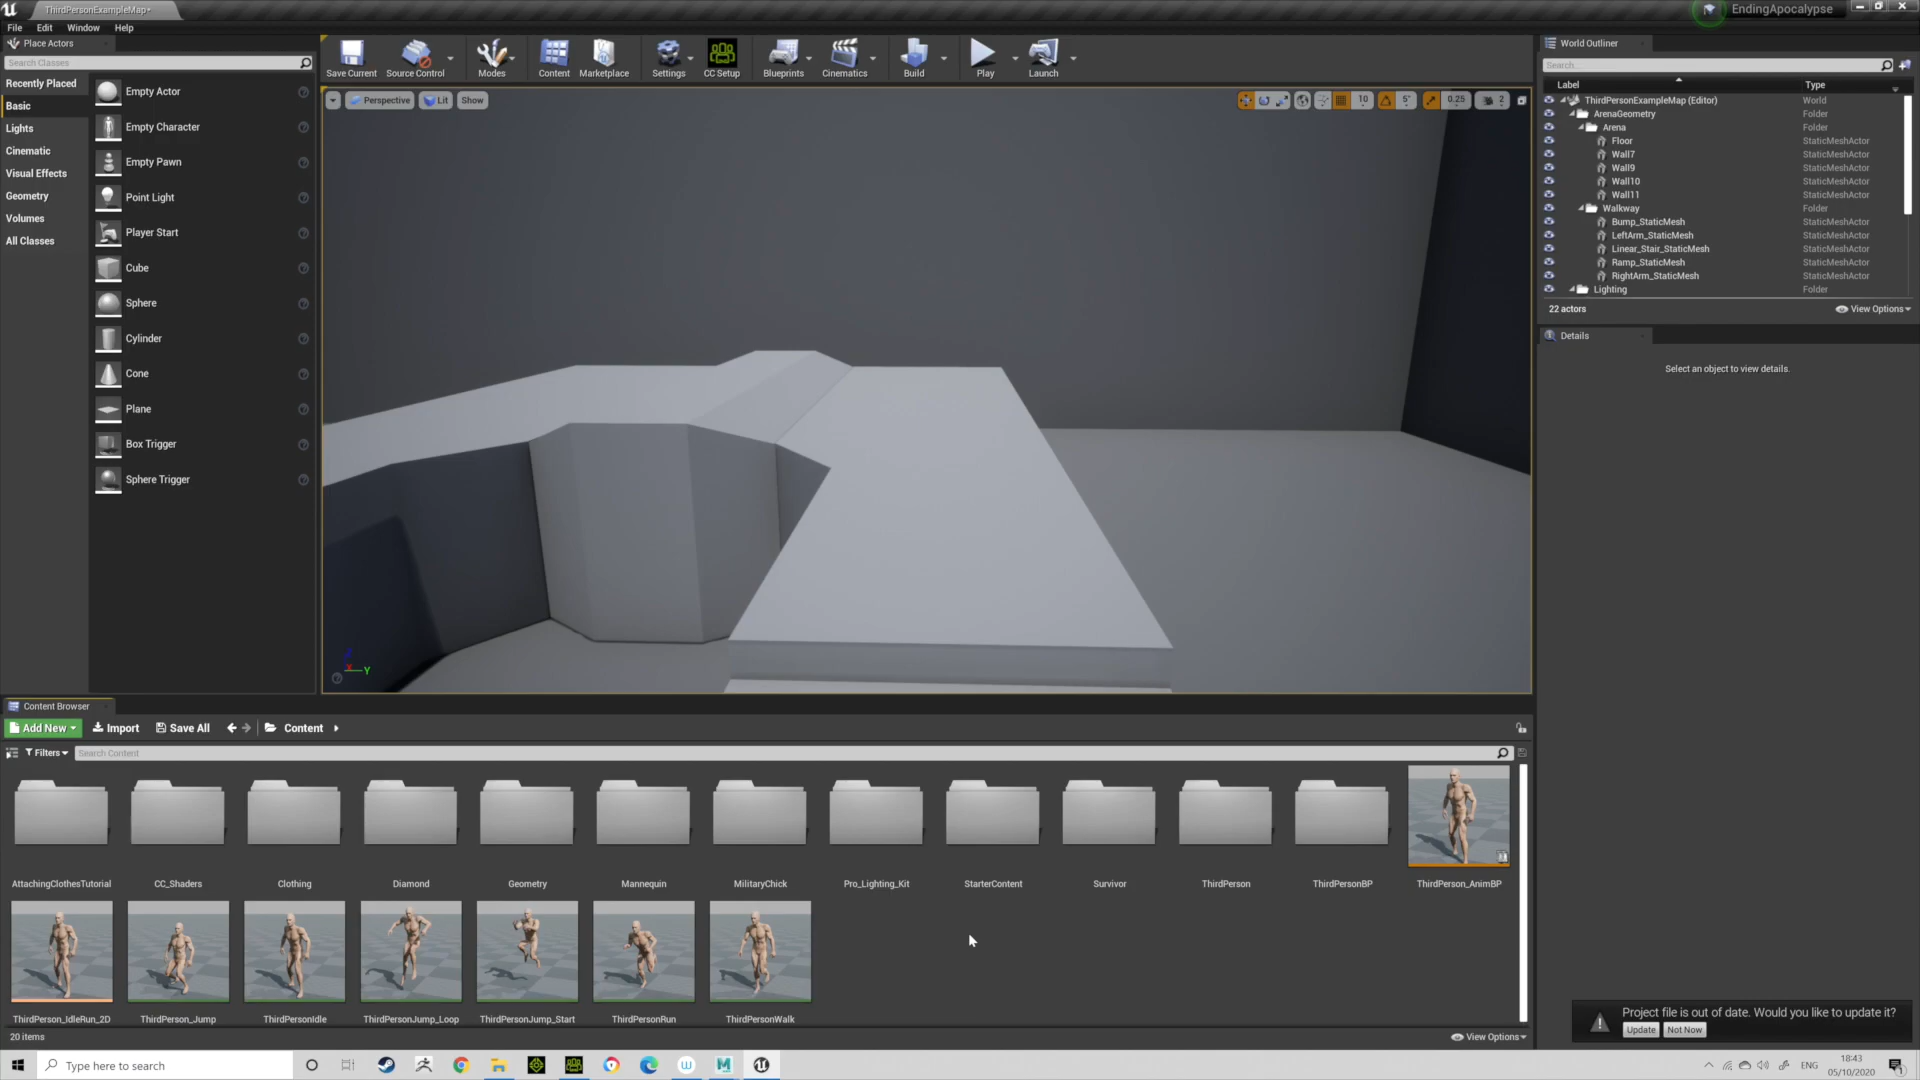 ThirdPersonExampleMap*
EndingApocalypse
File Edit Window Help
Place Actors
Search Classes
Recently Placed
Basic
Lights
Cinematic
Visual Effects
Geometry
Volumes
All Classes
Empty Actor
Empty Character
Empty Pawn
Point Light
Player Start
Cube
Sphere
Cylinder
Cone
Plane
Box Trigger
Sphere Trigger
Save Current Source Control Modes Content Marketplace Settings CC Setup Blueprints Cinematics Build Play Launch
Perspective Lit Show
10 5° 0.25 2
Y
World Outliner
Search...
Label Type
ThirdPersonExampleMap (Editor) World
ArenaGeometry Folder
Arena Folder
Floor StaticMeshActor
Wall7 StaticMeshActor
Wall9 StaticMeshActor
Wall10 StaticMeshActor
Wall11 StaticMeshActor
Walkway Folder
Bump_StaticMesh StaticMeshActor
LeftArm_StaticMesh StaticMeshActor
Linear_Stair_StaticMesh StaticMeshActor
Ramp_StaticMesh StaticMeshActor
RightArm_StaticMesh StaticMeshActor
Lighting Folder
22 actors View Options
Details
Select an object to view details.
Content Browser
Add New Import Save All Content
Filters Search Content
AttachingClothesTutorial CC_Shaders Clothing Diamond Geometry Mannequin MilitaryChick Pro_Lighting_Kit StarterContent Survivor ThirdPerson ThirdPersonBP ThirdPerson_AnimBP
ThirdPerson_IdleRun_2D ThirdPerson_Jump ThirdPersonIdle ThirdPersonJump_Loop ThirdPersonJump_Start ThirdPersonRun ThirdPersonWalk
20 items View Options
Project file is out of date. Would you like to update it?
Update Not Now
Type here to search
ENG
18:43
05/10/2020